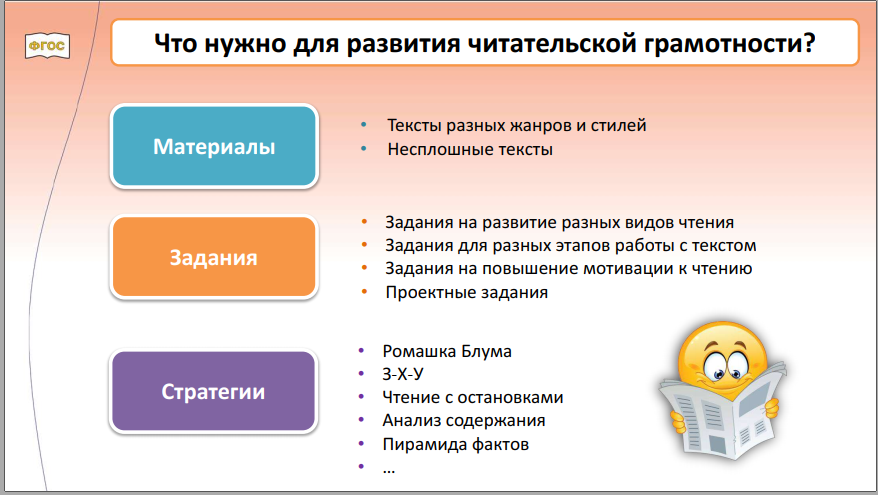 ФГОС
Что нужно для развития читательской грамотности?
Материалы
• Тексты разных жанров и стилей
• Несплошные тексты
Задания
• Задания на развитие разных видов чтения
• Задания для разных этапов работы с текстом
• Задания на повышение мотивации к чтению
• Проектные задания
Стратегии
• Ромашка Блума
• З-Х-У
• Чтение с остановками
• Анализ содержания
• Пирамида фактов
• ...